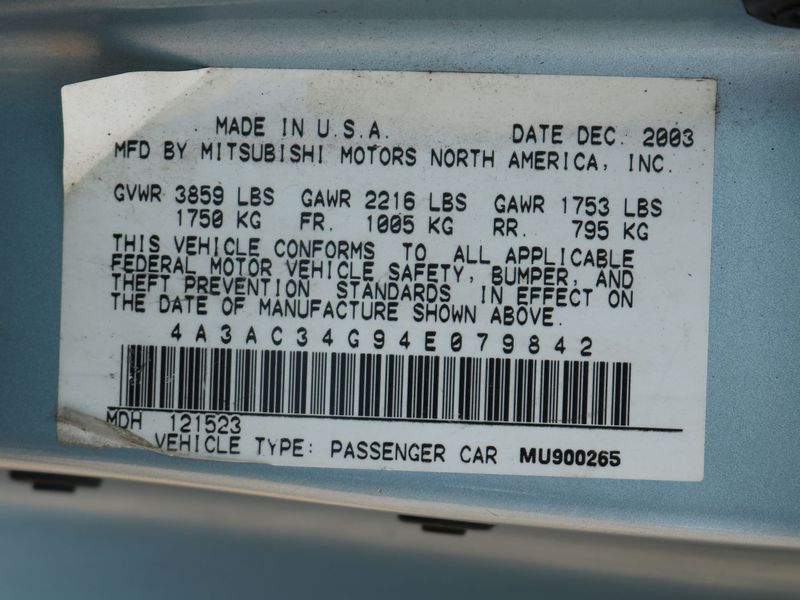 MADE IN U.S.A. DATE DEC. 2003
MFD BY MITSUBISHI MOTORS NORTH AMERICA, INC.
GVWR 3859 LBS GAWR 2216 LBS GAWR 1753 LBS
1750 KG FR. 1005 KG RR. 795 KG
THIS VEHICLE CONFORMS TO ALL APPLICABLE
FEDERAL MOTOR VEHICLE SAFETY, BUMPER, AND
THEFT PREVENTION STANDARDS IN EFFECT ON
THE DATE OF MANUFACTURE SHOWN ABOVE.
4A3AC34G94E079842
MDH 121523
VEHICLE TYPE: PASSENGER CAR MU900265